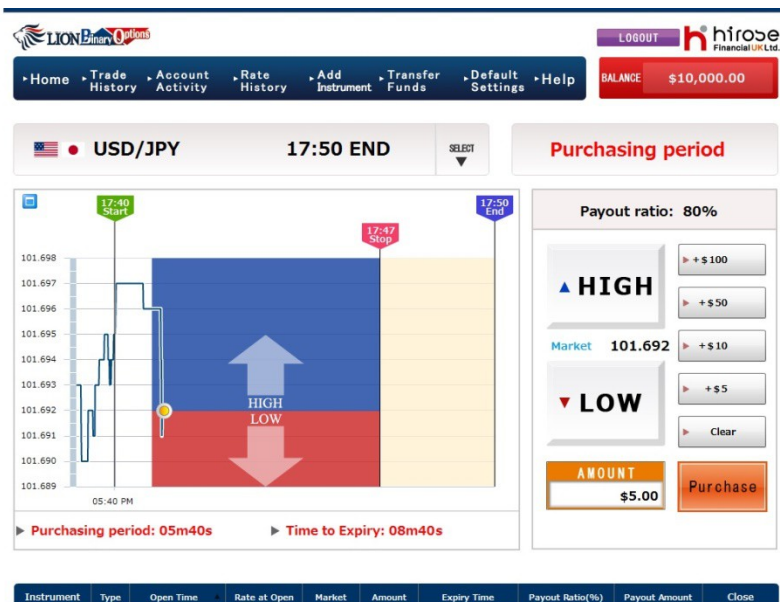 LION Binary Options
LOGOUT
hirose
Financial UK Ltd.
Home
Trade History
Account Activity
Rate History
Add Instrument
Transfer Funds
Default Settings
Help
BALANCE $10,000.00
USD/JPY 17:50 END SELECT
Purchasing period
17:40
Start
17:47
Stop
17:50
End
101.698
101.697
101.696
101.695
101.694
101.693
101.692
101.691
101.690
101.689
HIGH
LOW
05:40 PM
Purchasing period: 05m40s Time to Expiry: 08m40s
Payout ratio: 80%
HIGH
Market 101.692
LOW
+$100
+$50
+$10
+$5
Clear
AMOUNT
$5.00
Purchase
Instrument Type Open Time Rate at Open Market Amount Expiry Time Payout Ratio(%) Payout Amount Close